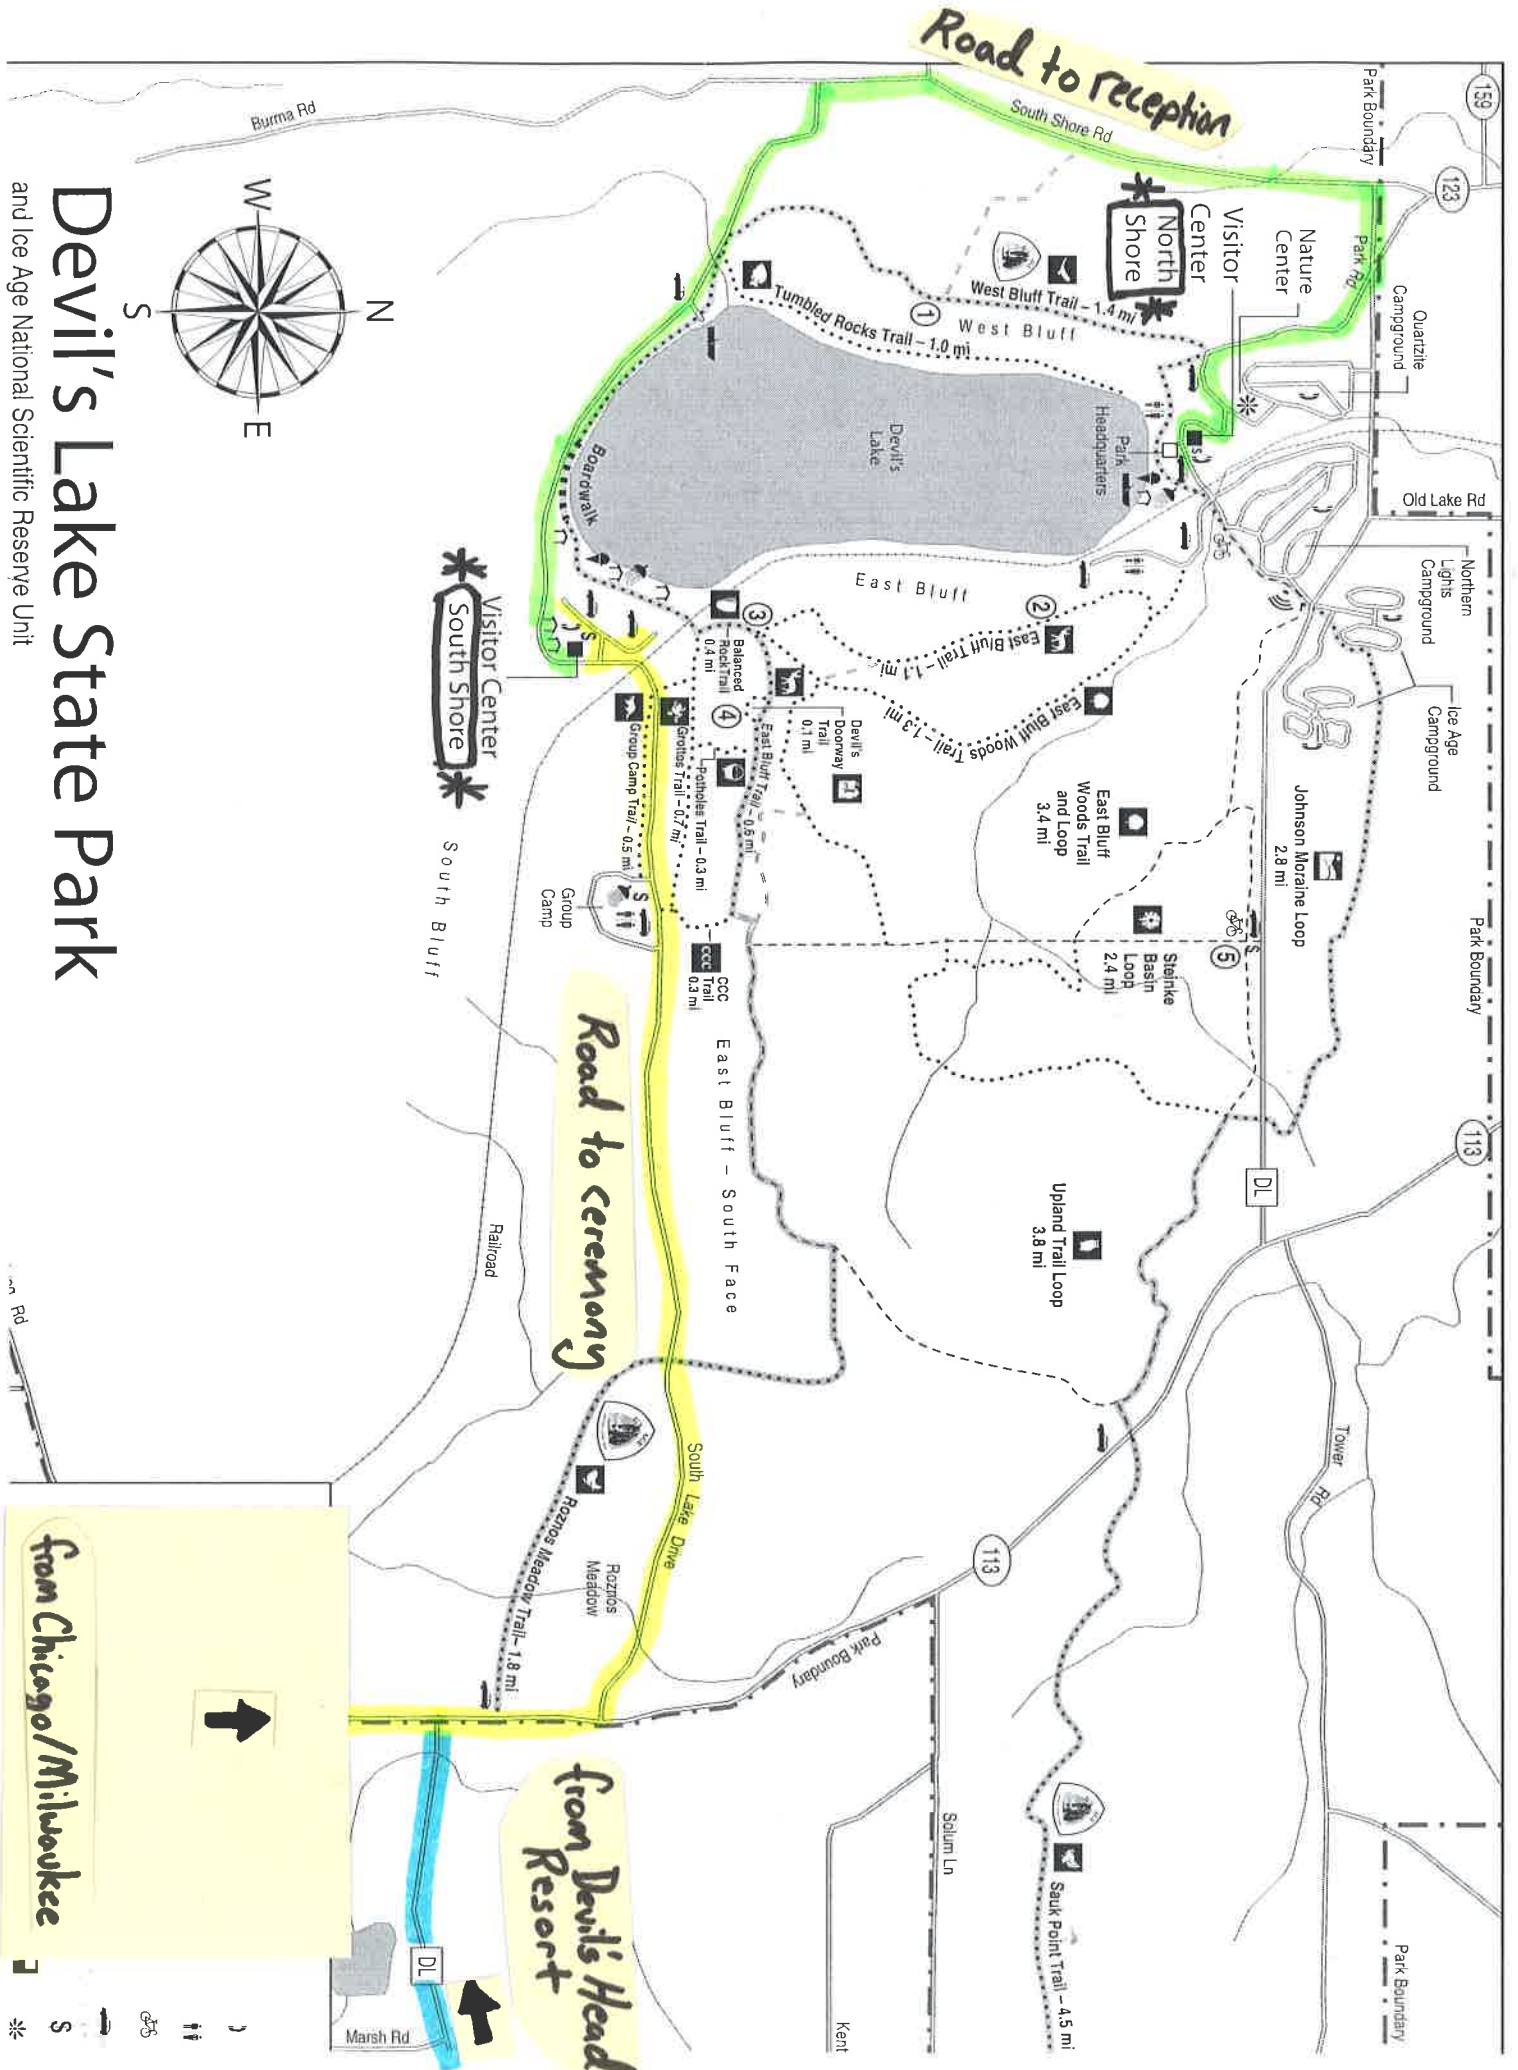 Road to reception
159
Park Boundary
123
South Shore Rd
Burma Rd
Park Rd
Nature
Center
Visitor
Center
North
Shore
Quartzite
Campground
West Bluff Trail – 1.4 mi
West Bluff
1
Tumbled Rocks Trail – 1.0 mi
Devil's
Lake
Park
Headquarters
Boardwalk
Old Lake Rd
Northern
Lights
Campground
Ice Age
Campground
East Bluff
2
East Bluff Trail – 1.1 mi
East Bluff Woods Trail – 1.3 mi
3
Balanced
Rock Trail
0.4 mi
4
Devil's
Doorway
Trail
0.1 mi
East Bluff Trail – 0.6 mi
Potholes Trail – 0.3 mi
Grottos Trail – 0.7 mi
Group Camp Trail – 0.5 mi
Group
Camp
CCC
CCC
Trail
0.3 mi
Visitor Center
South Shore
South Bluff
East Bluff
Woods Trail
and Loop
3.4 mi
Johnson Moraine Loop
2.8 mi
5
Steinke
Basin
Loop
2.4 mi
Park Boundary
113
DL
Upland Trail Loop
3.8 mi
East Bluff – South Face
Road to ceremony
Railroad
Tower Rd
113
South Lake Drive
Roznos
Meadow
Roznos Meadow Trail – 1.8 mi
Park Boundary
Solum Ln
Sauk Point Trail – 4.5 mi
Park Boundary
Kent
from Devil's Head
Resort
DL
Marsh Rd
from Chicago/Milwaukee
Rd
N
W
E
S
Devil's Lake State Park
and Ice Age National Scientific Reserve Unit